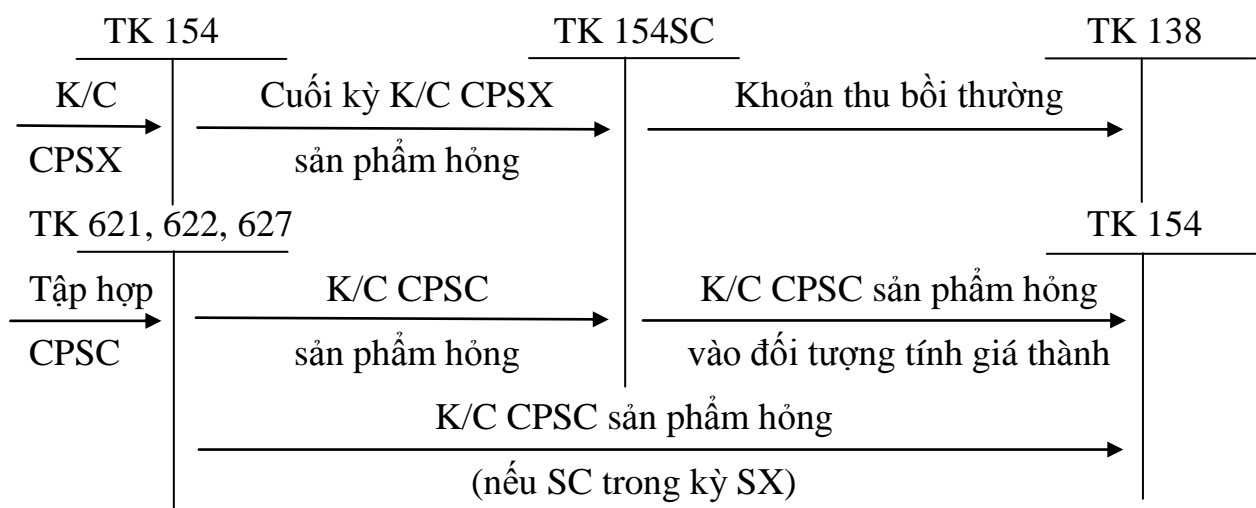 TK 154
TK 154SC
TK 138
K/C
Cuối kỳ K/C CPSX
Khoản thu bồi thường
CPSX
sản phẩm hỏng
TK 621, 622, 627
TK 154
Tập hợp
K/C CPSC
K/C CPSC sản phẩm hỏng
CPSC
sản phẩm hỏng
vào đối tượng tính giá thành
K/C CPSC sản phẩm hỏng
(nếu SC trong kỳ SX)